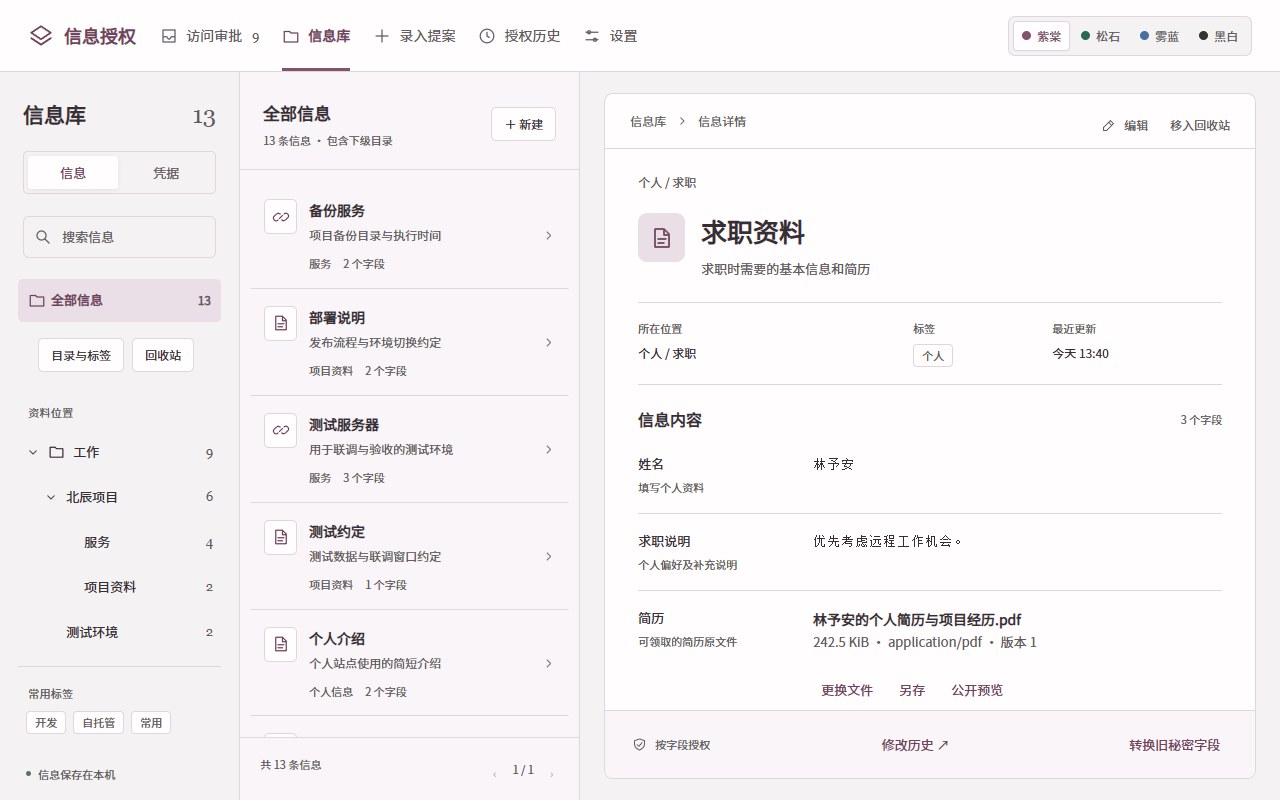 信息授权
访问审批 9
信息库
录入提案
授权历史
设置
紫棠
松石
雾蓝
黑白
信息库 13
信息
凭据
搜索信息
全部信息 13
目录与标签
回收站
资料位置
工作 9
北辰项目 6
服务 4
项目资料 2
测试环境 2
常用标签
开发
自托管
常用
信息保存在本机
全部信息
13 条信息 · 包含下级目录
+ 新建
备份服务
项目备份目录与执行时间
服务 2 个字段
部署说明
发布流程与环境切换约定
项目资料 2 个字段
测试服务器
用于联调与验收的测试环境
服务 3 个字段
测试约定
测试数据与联调窗口约定
项目资料 1 个字段
个人介绍
个人站点使用的简短介绍
个人信息 2 个字段
共 13 条信息
‹ 1 / 1 ›
信息库 › 信息详情
编辑
移入回收站
个人 / 求职
求职资料
求职时需要的基本信息和简历
所在位置
个人 / 求职
标签
个人
最近更新
今天 13:40
信息内容
3 个字段
姓名
填写个人资料
林予安
求职说明
个人偏好及补充说明
优先考虑远程工作机会。
简历
可领取的简历原文件
林予安的个人简历与项目经历.pdf
242.5 KiB · application/pdf · 版本 1
更换文件
另存
公开预览
按字段授权
修改历史 ↗
转换旧秘密字段